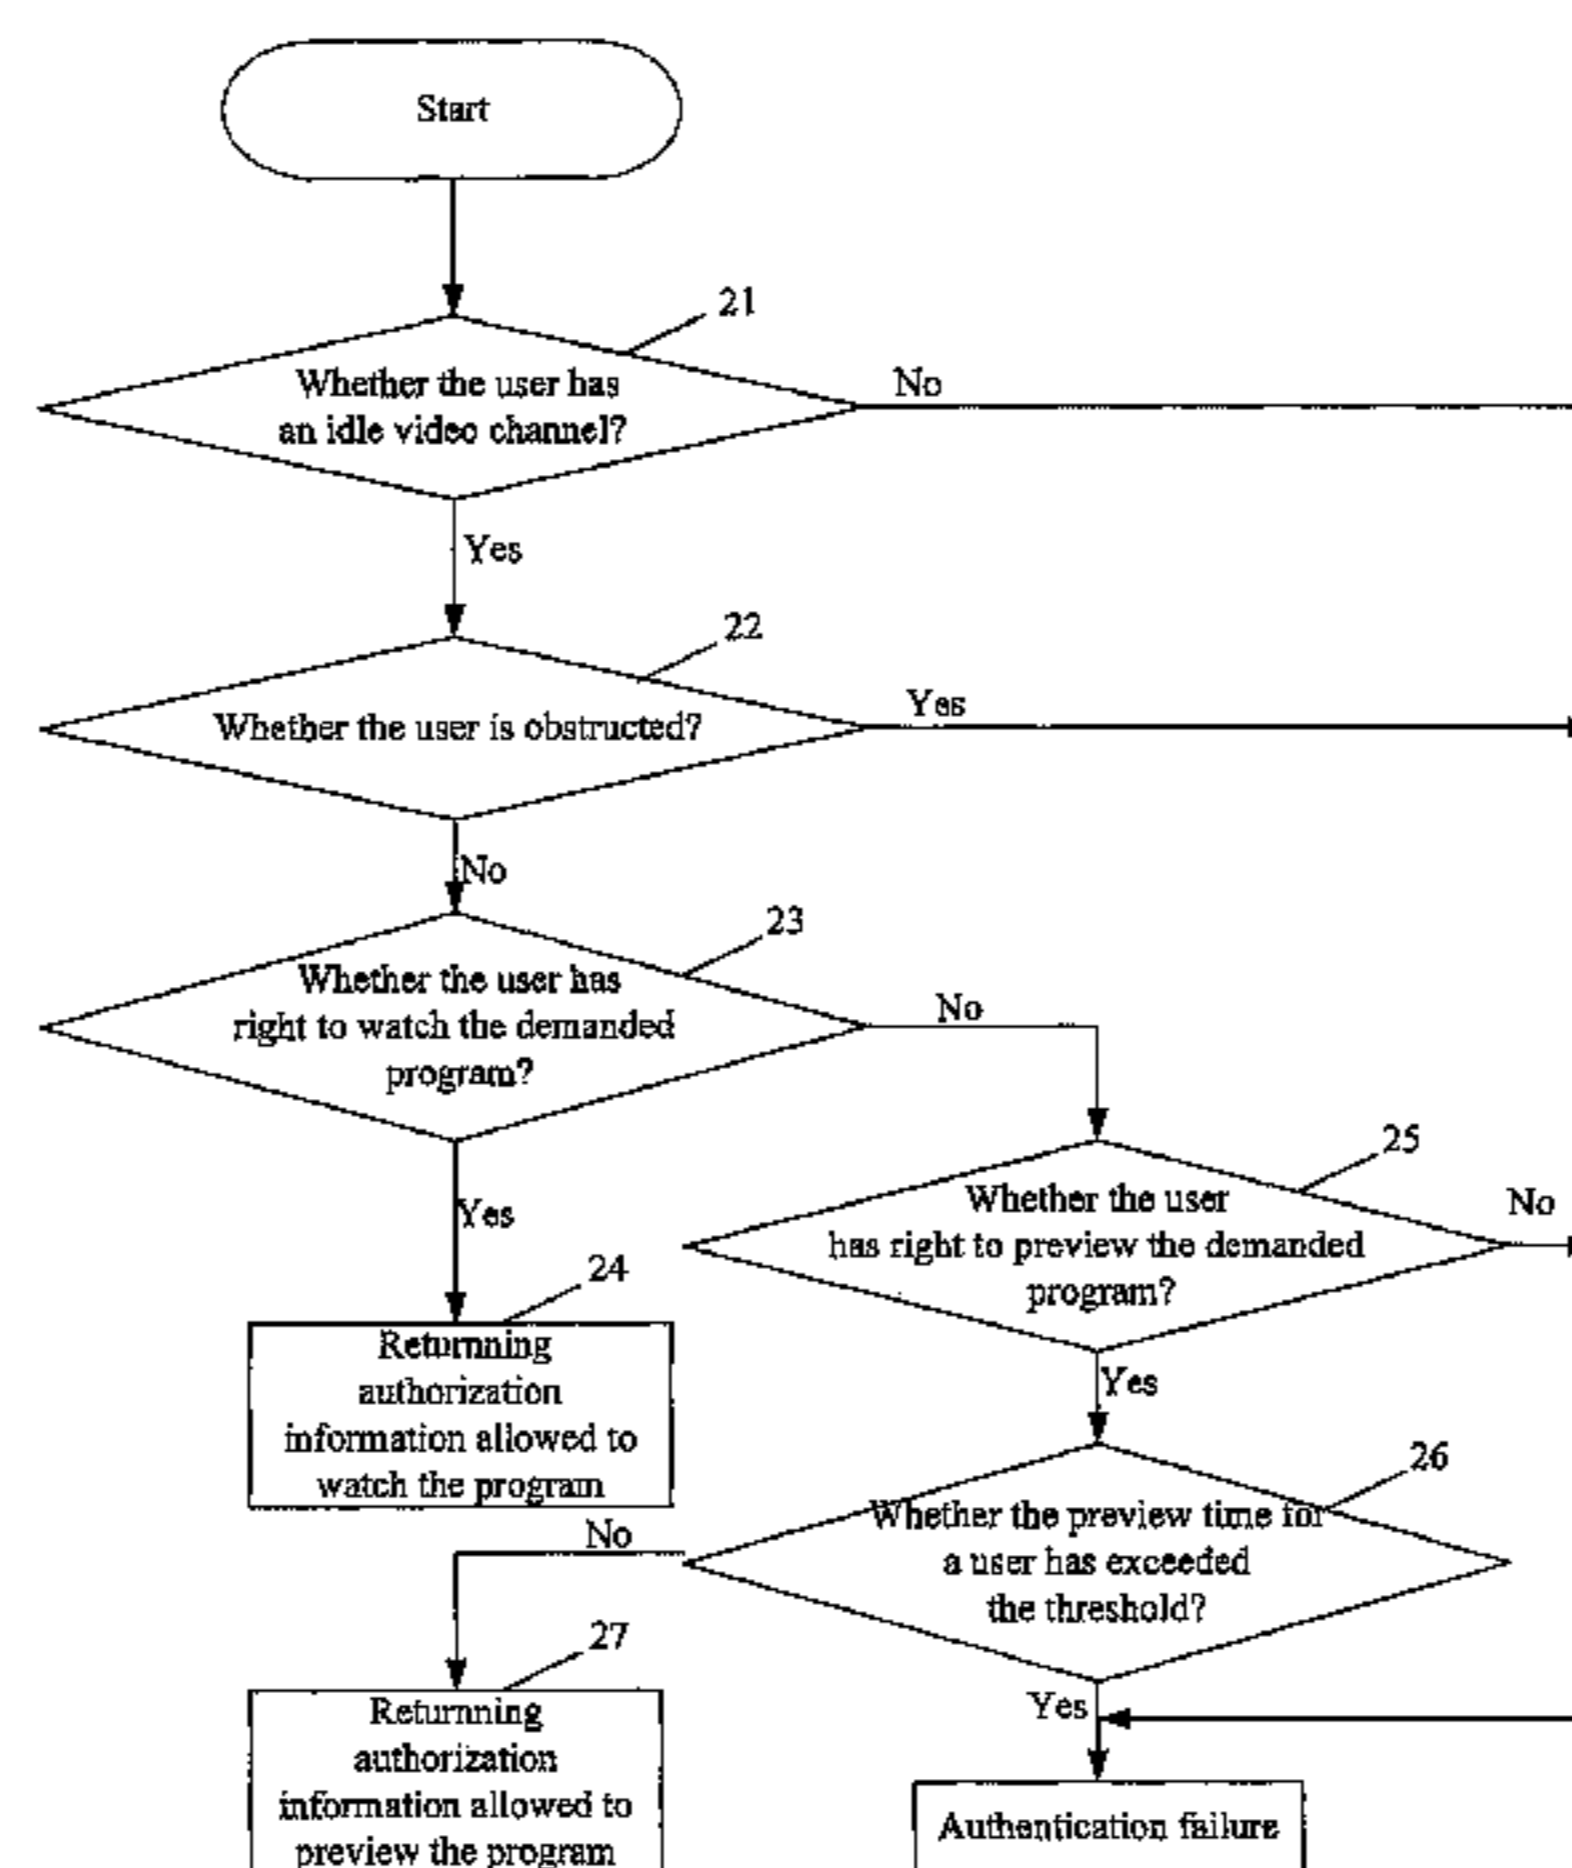 Start
21
Whether the user has
an idle video channel?
No
Yes
22
Whether the user is obstructed?
Yes
No
23
Whether the user has
right to watch the demanded
program?
No
Yes
25
Whether the user
has right to preview the demanded
program?
No
24
Returnning
authorization
information allowed to
watch the program
Yes
26
Whether the preview time for
a user has exceeded
the threshold?
No
27
Returnning
authorization
information allowed to
preview the program
Yes
Authentication failure